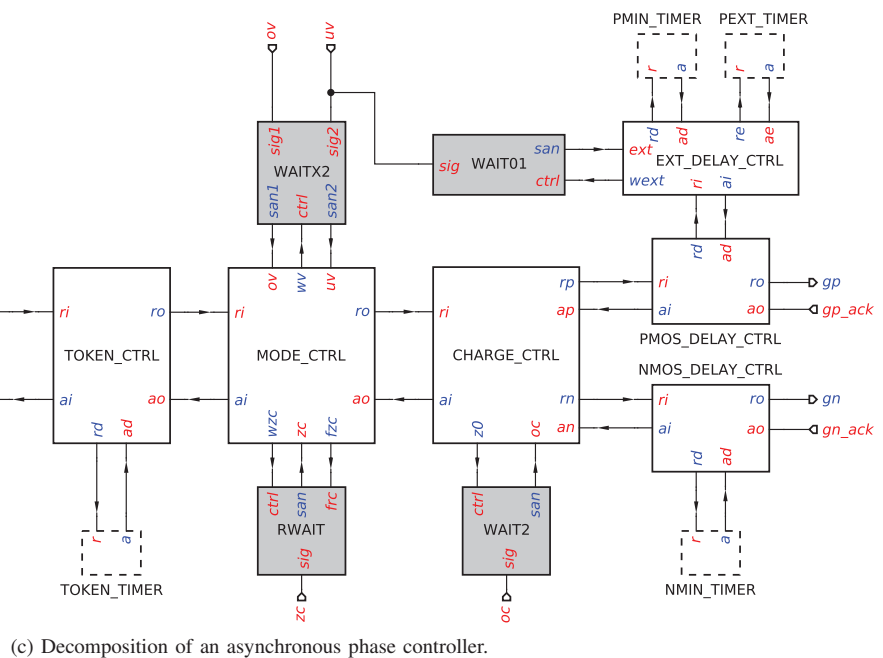 PMIN_TIMER PEXT_TIMER
ov uv
r a r a
rd ad re ae
sig1 sig2
WAITX2
san1 ctrl san2
san
sig WAIT01
ctrl
ext
EXT_DELAY_CTRL
wext
ri ai
rd ad
ri ro gp
ai ao gp_ack
PMOS_DELAY_CTRL
ov wv uv
ri ro
TOKEN_CTRL
ai ao
rd ad
ri ro
MODE_CTRL
ai ao
wzc zc fzc
rp
ri ap
CHARGE_CTRL
ai rn
an
z0 oc
NMOS_DELAY_CTRL
ri ro gn
ai ao gn_ack
rd ad
r a
TOKEN_TIMER
ctrl san frc
RWAIT
sig
zc
ctrl san
WAIT2
sig
oc
r a
NMIN_TIMER
(c) Decomposition of an asynchronous phase controller.